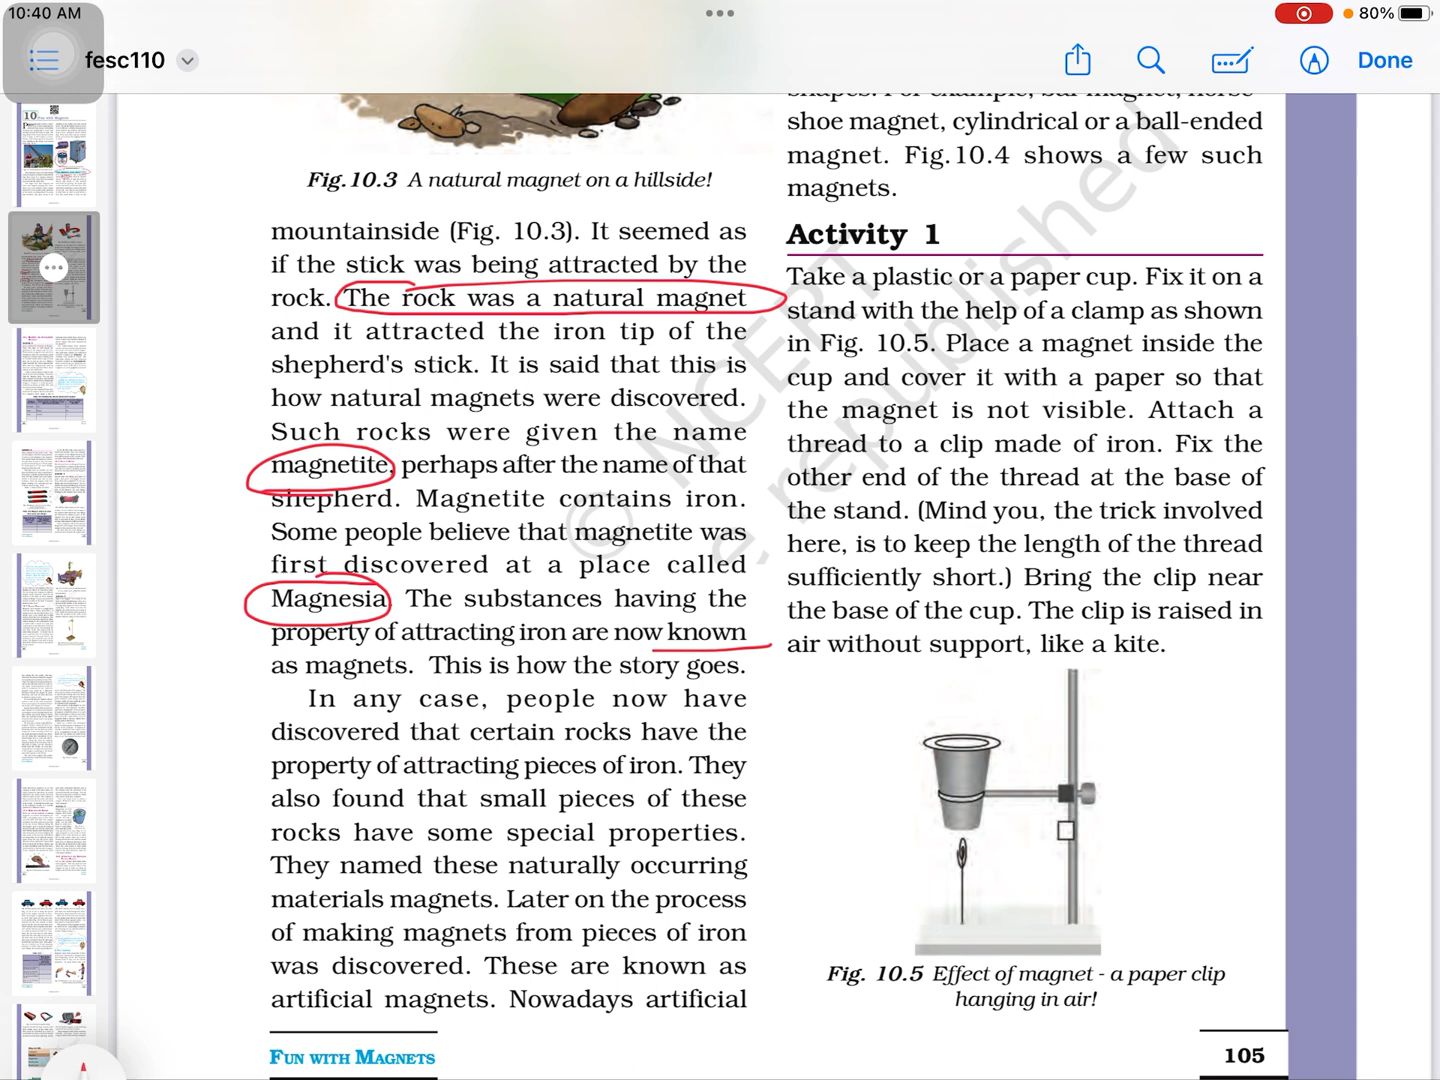 10:40 AM
80%
fesc110
Done
Fig.10.3 A natural magnet on a hillside!
mountainside (Fig. 10.3). It seemed as
if the stick was being attracted by the
rock. The rock was a natural magnet
and it attracted the iron tip of the
shepherd's stick. It is said that this is
how natural magnets were discovered.
Such rocks were given the name
magnetite, perhaps after the name of that
shepherd. Magnetite contains iron
Some people believe that magnetite was
first discovered at a place called
Magnesia. The substances having the
property of attracting iron are now known
as magnets. This is how the story goes.
In any case, people now have
discovered that certain rocks have the
property of attracting pieces of iron. They
also found that small pieces of these
rocks have some special properties.
They named these naturally occurring
materials magnets. Later on the process
of making magnets from pieces of iron
was discovered. These are known as
artificial magnets. Nowadays artificial
shapes. For example, bar magnet, horse-
shoe magnet, cylindrical or a ball-ended
magnet. Fig.10.4 shows a few such
magnets.
Activity 1
Take a plastic or a paper cup. Fix it on a
stand with the help of a clamp as shown
in Fig. 10.5. Place a magnet inside the
cup and cover it with a paper so that
the magnet is not visible. Attach a
thread to a clip made of iron. Fix the
other end of the thread at the base of
the stand. (Mind you, the trick involved
here, is to keep the length of the thread
sufficiently short.) Bring the clip near
the base of the cup. The clip is raised in
air without support, like a kite.
Fig. 10.5 Effect of magnet - a paper clip
hanging in air!
FUN WITH MAGNETS
105
© NCERT
republished